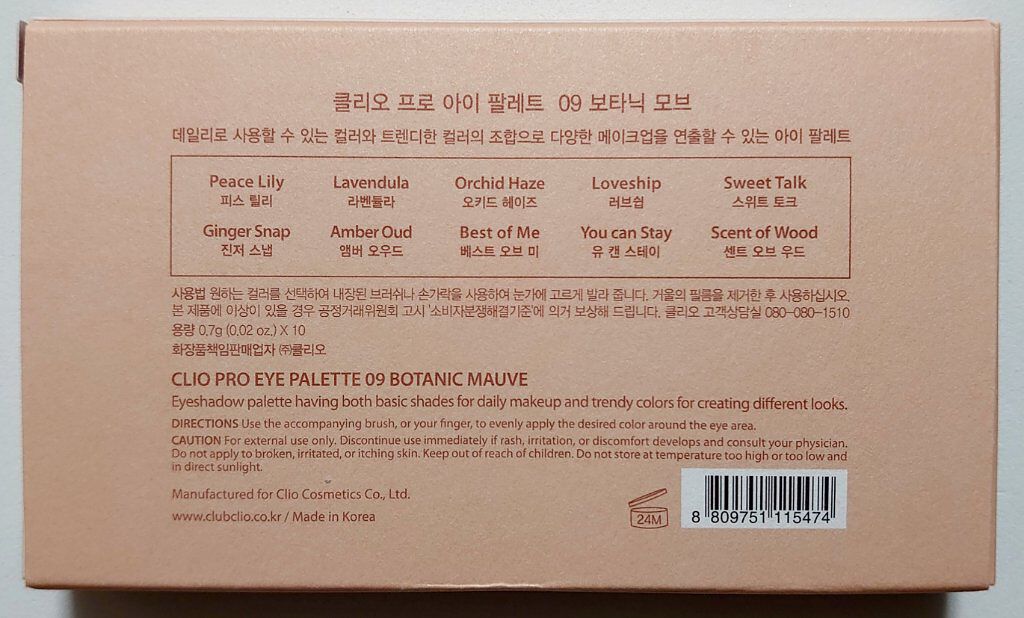 클리오 프로 아이 팔레트 09 보타닉 모브
데일리로 사용할 수 있는 컬러와 트렌디한 컬러의 조합으로 다양한 메이크업을 연출할 수 있는 아이 팔레트
Peace Lily Lavendula Orchid Haze Loveship Sweet Talk
피스 릴리 라벤듈라 오키드 헤이즈 러브쉽 스위트 토크
Ginger Snap Amber Oud Best of Me You can Stay Scent of Wood
진저 스냅 앰버 오우드 베스트 오브 미 유 캔 스테이 센트 오브 우드
사용법 원하는 컬러를 선택하여 내장된 브러쉬나 손가락을 사용하여 눈가에 고르게 발라 줍니다. 거울의 필름을 제거한 후 사용하십시오.
본 제품에 이상이 있을 경우 공정거래위원회 고시 '소비자분쟁해결기준'에 의거 보상해 드립니다. 클리오 고객상담실 080-080-1510
용량 0.7g (0.02 oz.) X 10
화장품책임판매업자 ㈜클리오
CLIO PRO EYE PALETTE 09 BOTANIC MAUVE
Eyeshadow palette having both basic shades for daily makeup and trendy colors for creating different looks.
DIRECTIONS Use the accompanying brush, or your finger, to evenly apply the desired color around the eye area.
CAUTION For external use only. Discontinue use immediately if rash, irritation, or discomfort develops and consult your physician.
Do not apply to broken, irritated, or itching skin. Keep out of reach of children. Do not store at temperature too high or too low and
in direct sunlight.
Manufactured for Clio Cosmetics Co., Ltd.
www.clubclio.co.kr / Made in Korea
24M
8 809751 115474